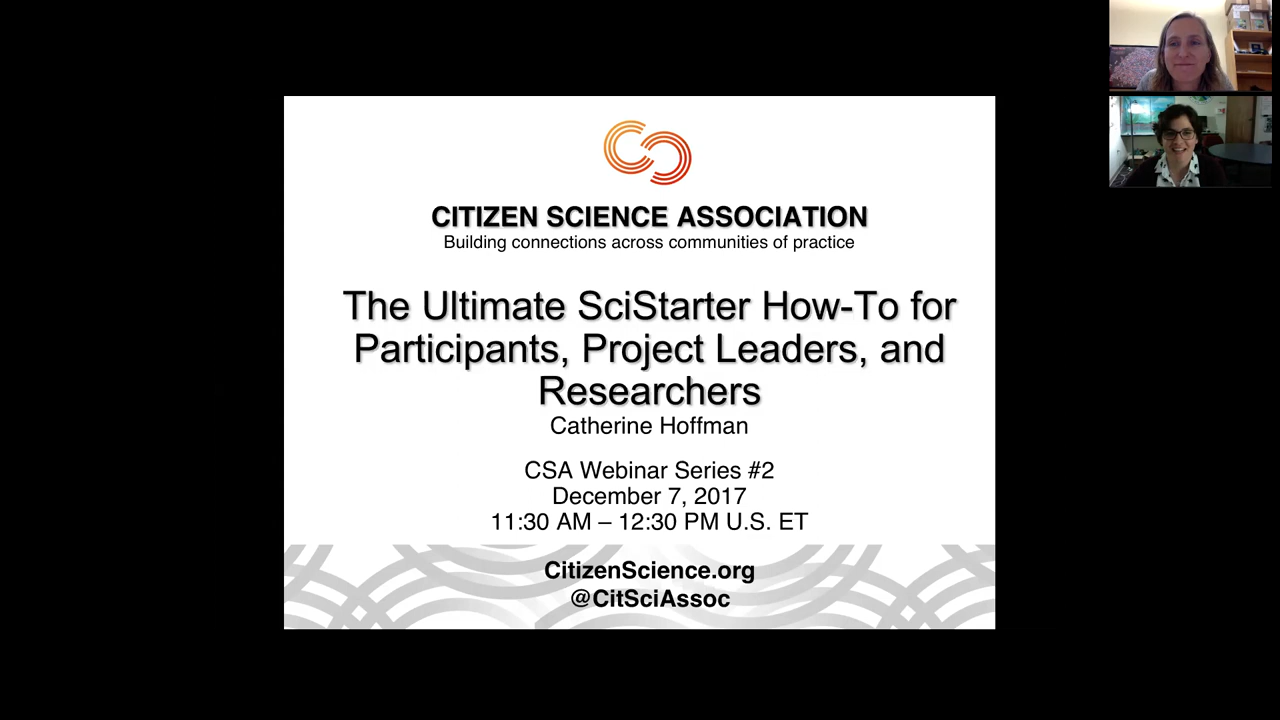 CITIZEN SCIENCE ASSOCIATION
Building connections across communities of practice
The Ultimate SciStarter How-To for
Participants, Project Leaders, and
Researchers
Catherine Hoffman
CSA Webinar Series #2
December 7, 2017
11:30 AM – 12:30 PM U.S. ET
CitizenScience.org
@CitSciAssoc